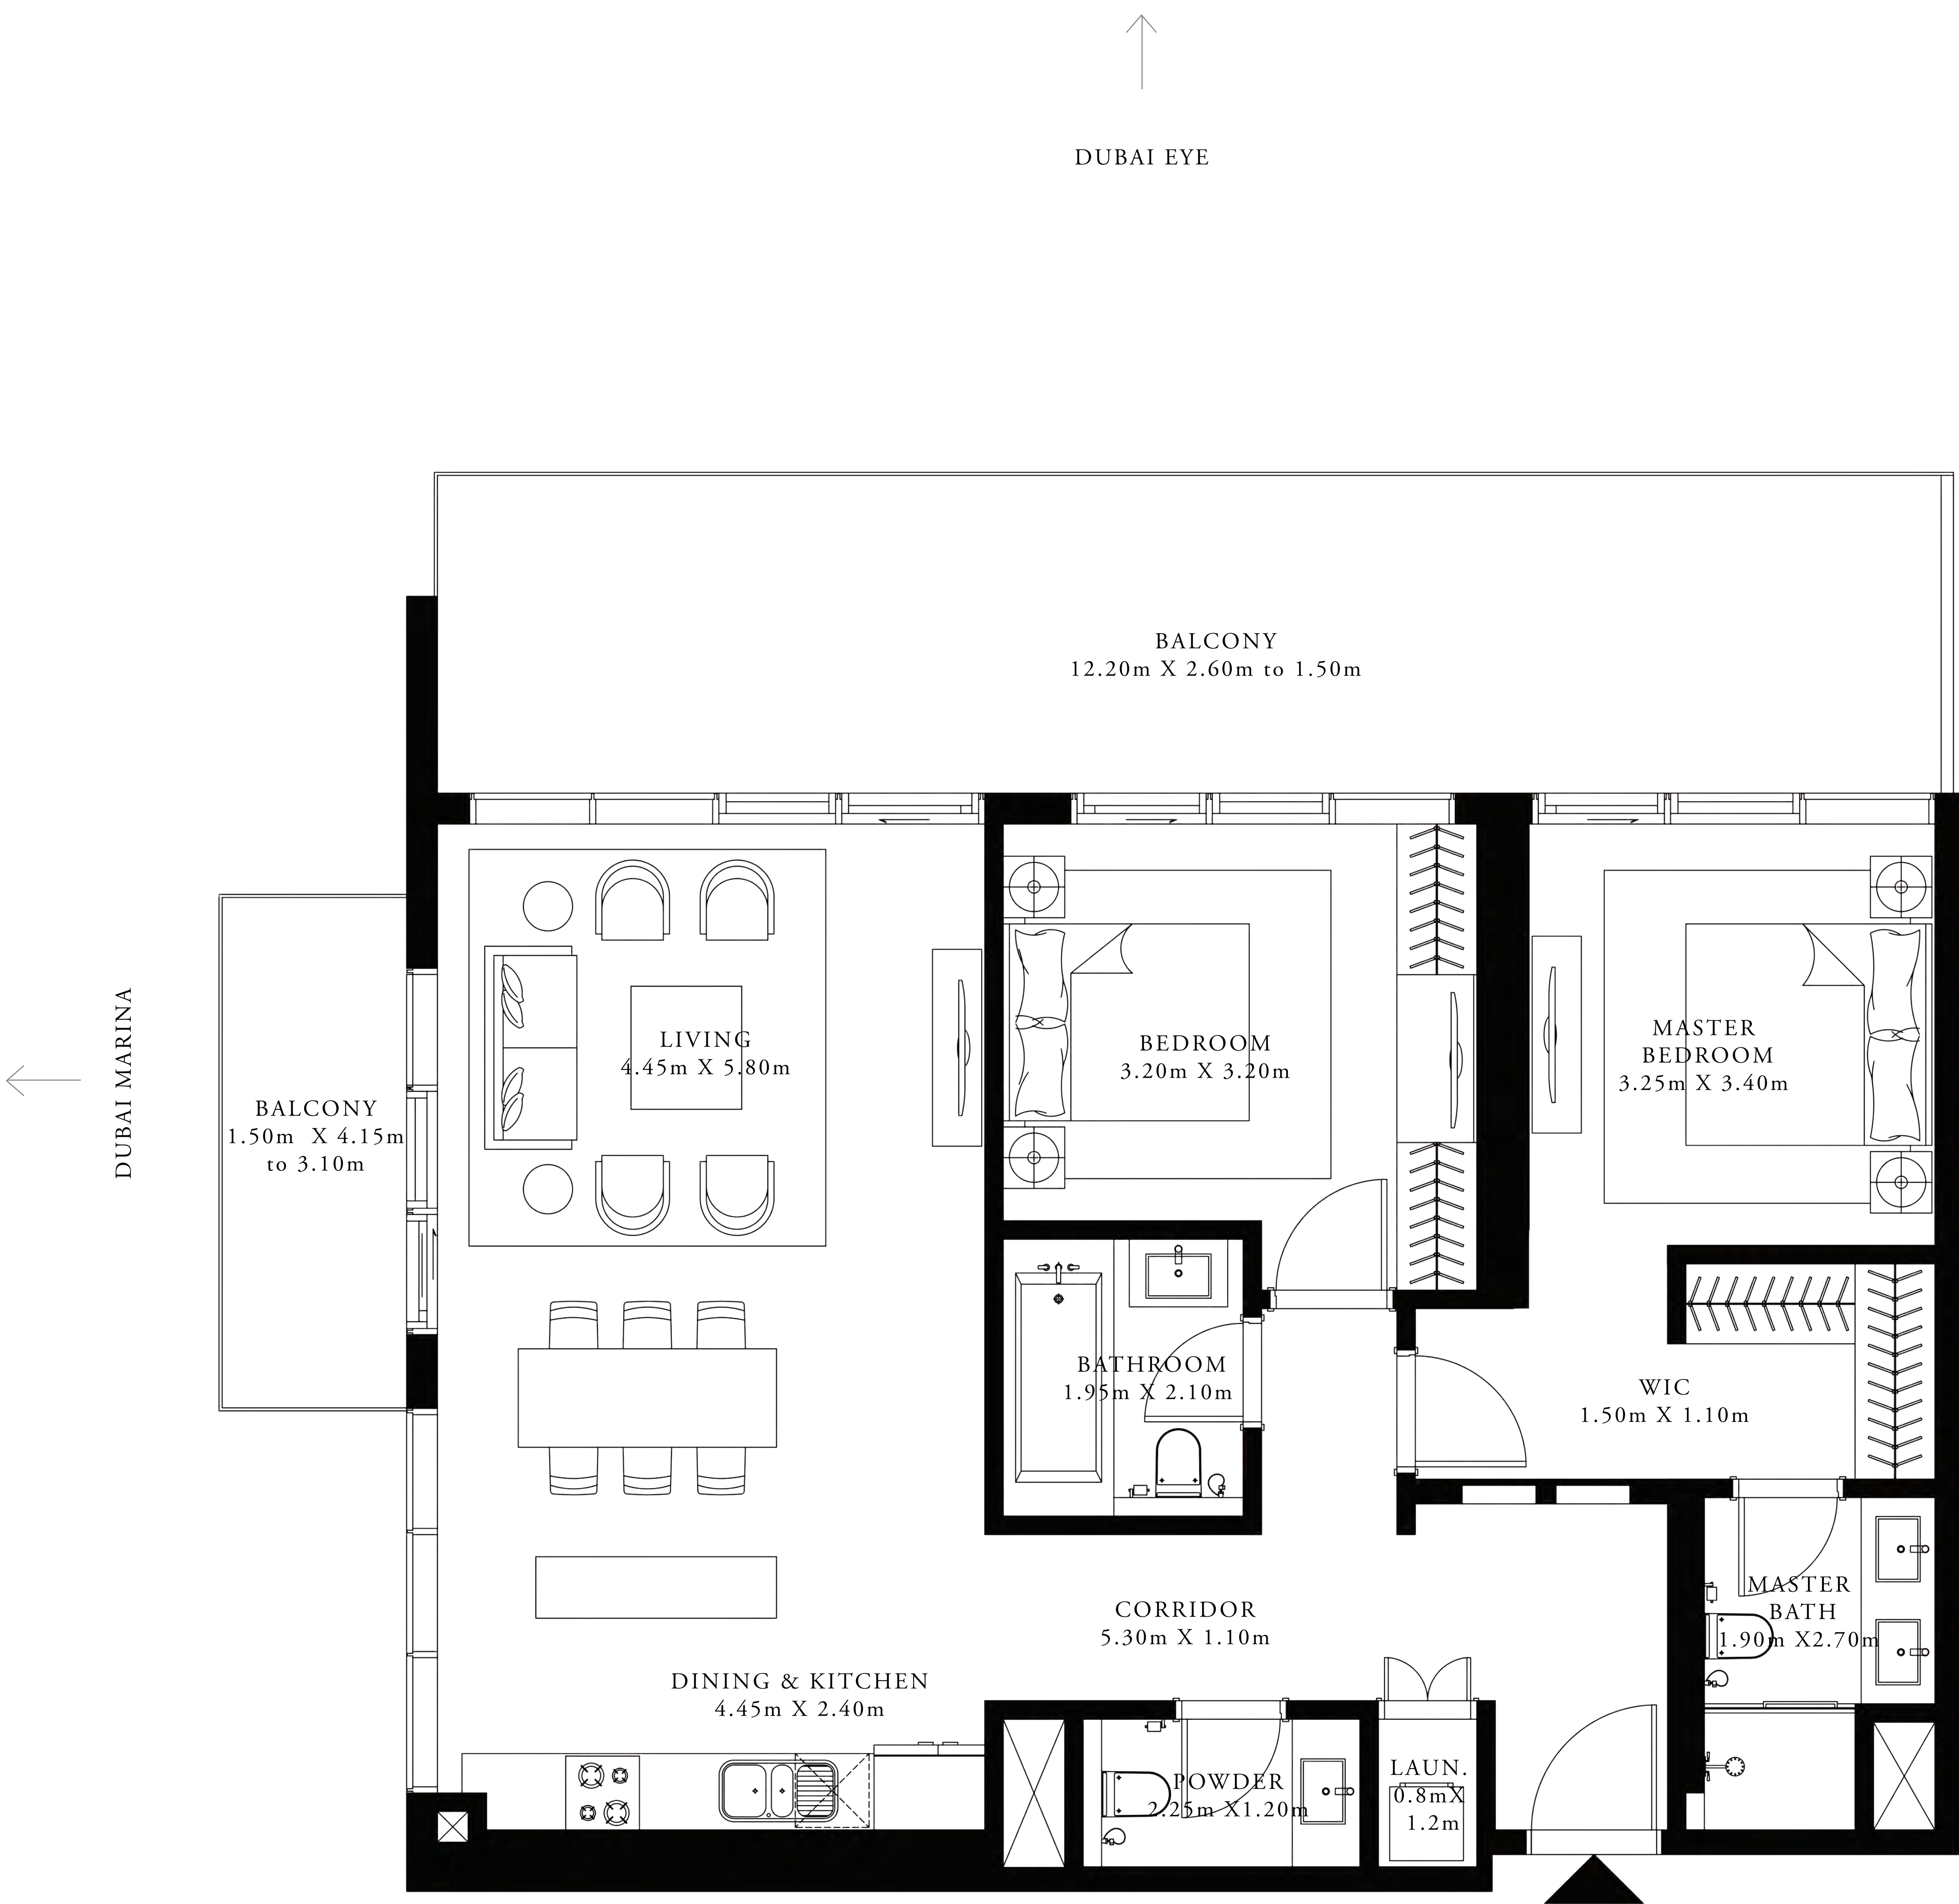 DUBAI EYE
BALCONY
12.20m X 2.60m to 1.50m
DUBAI MARINA
BALCONY
1.50m  X 4.15m
to 3.10m
LIVING
4.45m X 5.80m
BEDROOM
3.20m X 3.20m
MASTER
BEDROOM
3.25m X 3.40m
BATHROOM
1.95m X 2.10m
WIC
1.50m X 1.10m
CORRIDOR
5.30m X 1.10m
MASTER
BATH
1.90m X2.70m
DINING & KITCHEN
4.45m X 2.40m
POWDER
2.25m X1.20m
LAUN.
0.8mX
1.2m